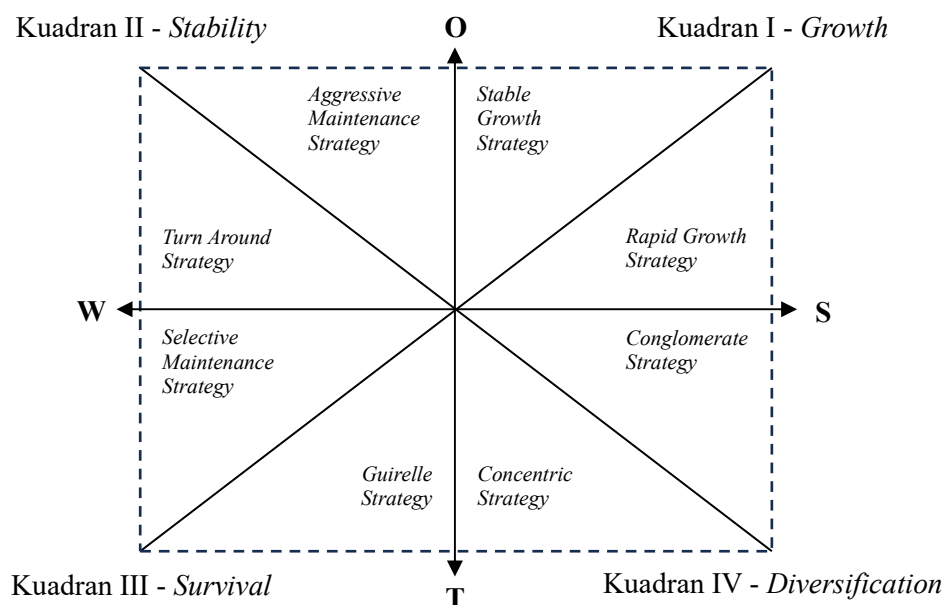 Kuadran II - Stability
O
Kuadran I - Growth
Aggressive
Maintenance
Strategy
Stable
Growth
Strategy
Turn Around
Strategy
Rapid Growth
Strategy
W
S
Selective
Maintenance
Strategy
Conglomerate
Strategy
Guirelle
Strategy
Concentric
Strategy
Kuadran III - Survival
T
Kuadran IV - Diversification